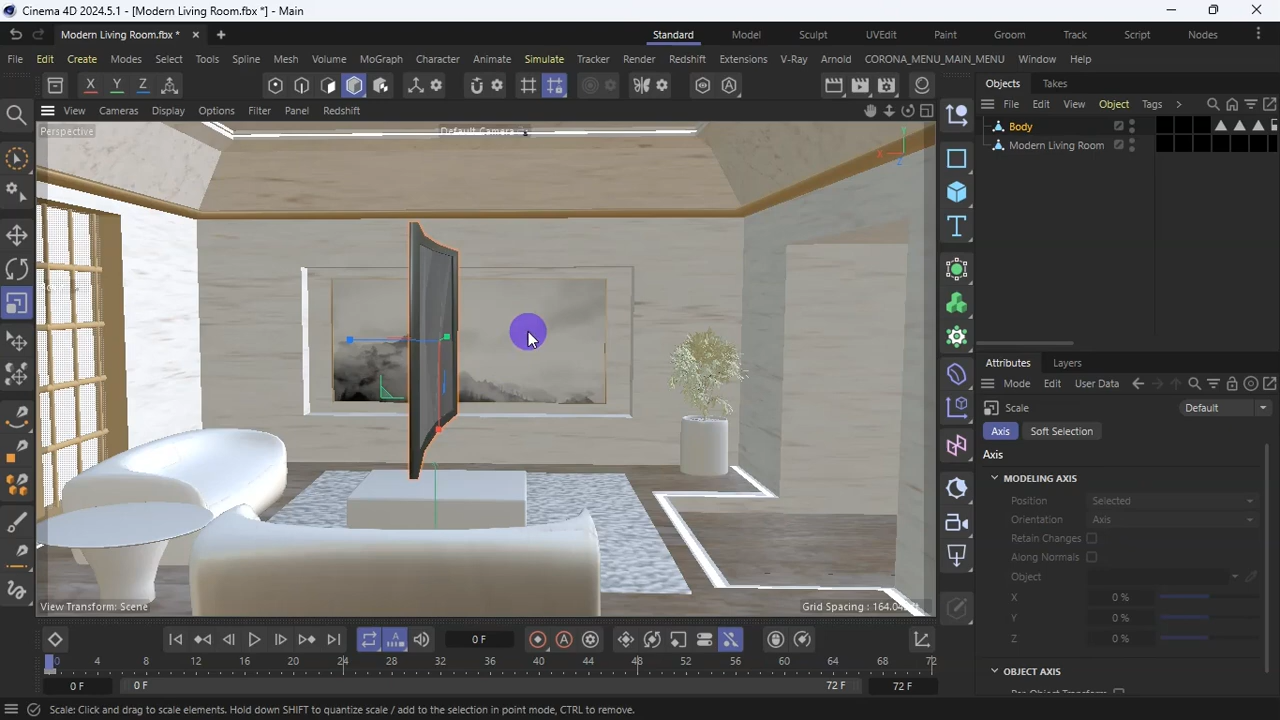 Cinema 4D 2024.5.1 - [Modern Living Room.fbx *] - Main
Modern Living Room.fbx *
Standard Model Sculpt UVEdit Paint Groom Track Script Nodes
File Edit Create Modes Select Tools Spline Mesh Volume MoGraph Character Animate Simulate Tracker Render Redshift Extensions V-Ray Arnold CORONA_MENU_MAIN_MENU Window Help
X Y Z
Objects Takes
View Cameras Display Options Filter Panel Redshift
File Edit View Object Tags
Perspective
Default Camera
Y
X
Z
Body
Modern Living Room
Attributes Layers
Mode Edit User Data
Scale Default
Axis Soft Selection
Axis
MODELING AXIS
Position Selected
Orientation Axis
Retain Changes
Along Normals
Object
X 0 %
Y 0 %
Z 0 %
OBJECT AXIS
View Transform: Scene
0 F
0 4 8 12 16 20 24 28 32 36 40 44 48 52 56 60 64 68 72
0 F 0 F 72 F 72 F
Scale: Click and drag to scale elements. Hold down SHIFT to quantize scale / add to the selection in point mode, CTRL to remove.
Grid Spacing :